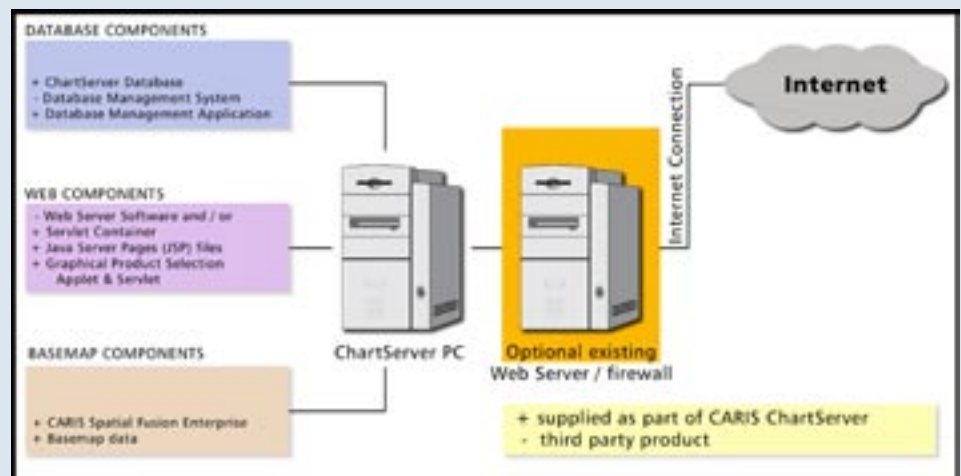 DATABASE COMPONENTS
+ ChartServer Database
- Database Management System
+ Database Management Application
WEB COMPONENTS
- Web Server Software and / or
+ Servlet Container
+ Java Server Pages (JSP) files
+ Graphical Product Selection
Applet & Servlet
BASEMAP COMPONENTS
+ CARIS Spatial Fusion Enterprise
+ Basemap data
ChartServer PC
Optional existing
Web Server / firewall
Internet Connection
Internet
+ supplied as part of CARIS ChartServer
- third party product